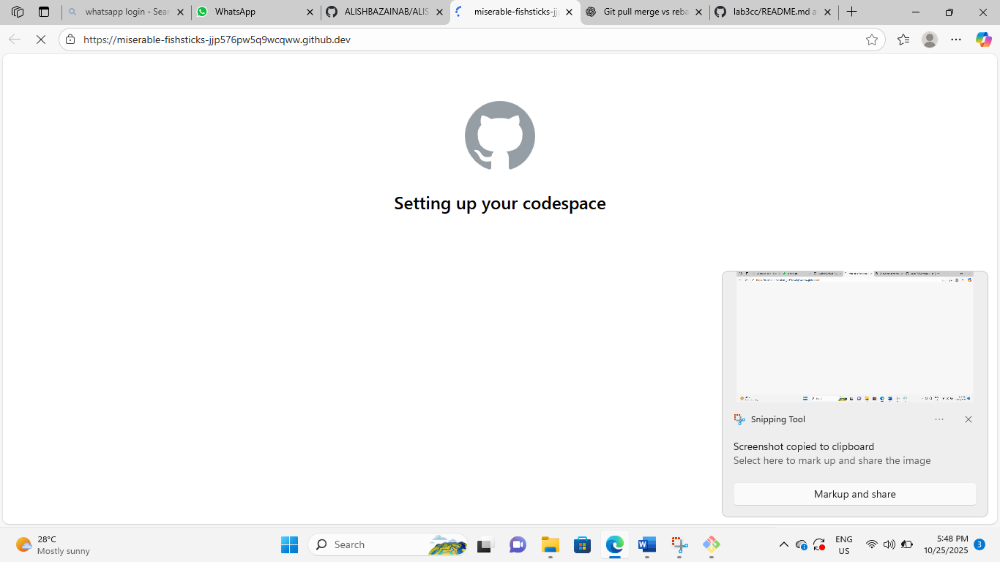 whatsapp login - Sear
WhatsApp
ALISHBAZAINAB/ALIS
miserable-fishsticks-jj
Git pull merge vs reba
lab3cc/README.md a
https://miserable-fishsticks-jjp576pw5q9wcqww.github.dev
Setting up your codespace
Snipping Tool
Screenshot copied to clipboard
Select here to mark up and share the image
Markup and share
28°C
Mostly sunny
Search
ENG
US
5:48 PM
10/25/2025
3